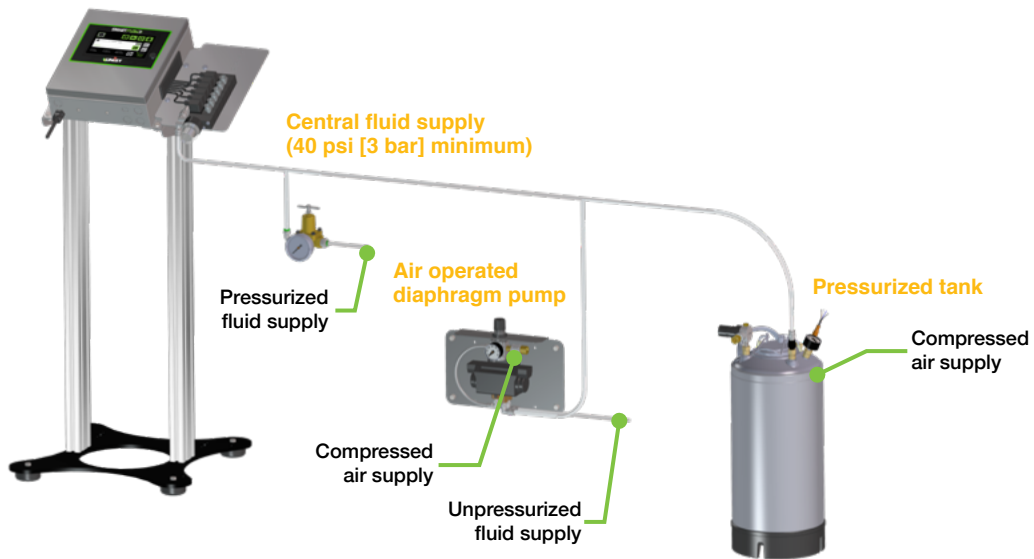 Central fluid supply
(40 psi [3 bar] minimum)
Pressurized
fluid supply
Air operated
diaphragm pump
Pressurized tank
Compressed
air supply
Compressed
air supply
Unpressurized
fluid supply